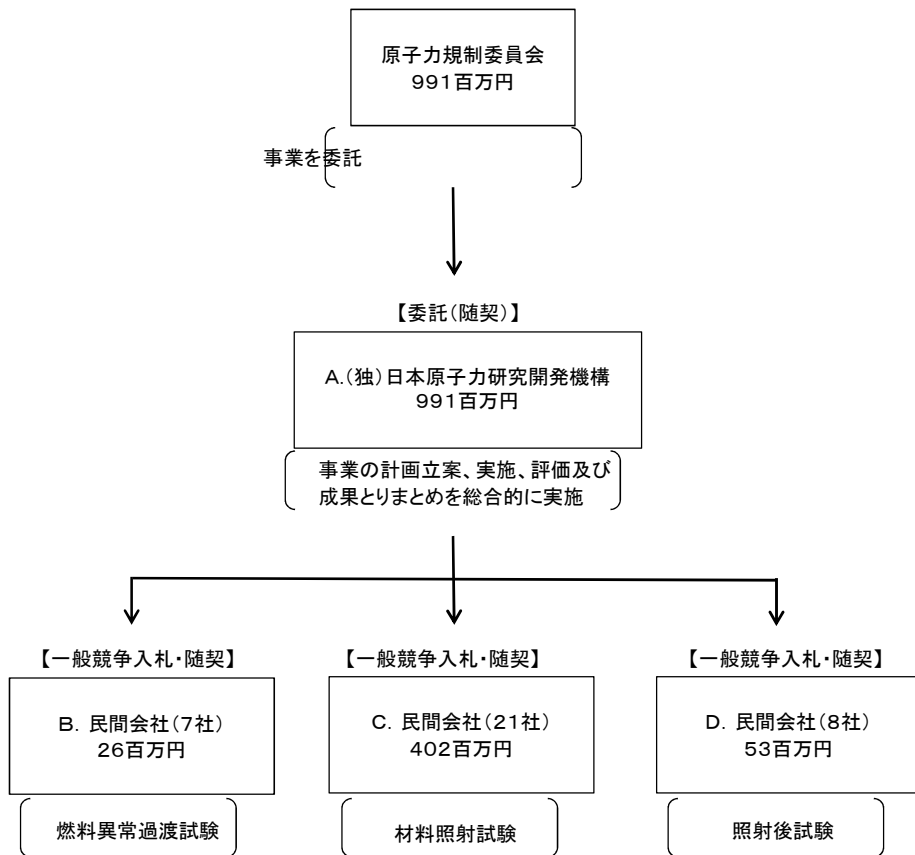 原子力規制委員会
991百万円
事業を委託
【委託(随契)】
A.(独)日本原子力研究開発機構
991百万円
事業の計画立案、実施、評価及び
成果とりまとめを総合的に実施
【一般競争入札・随契】
【一般競争入札・随契】
【一般競争入札・随契】
B. 民間会社(7社)
26百万円
C. 民間会社(21社)
402百万円
D. 民間会社(8社)
53百万円
燃料異常過渡試験
材料照射試験
照射後試験